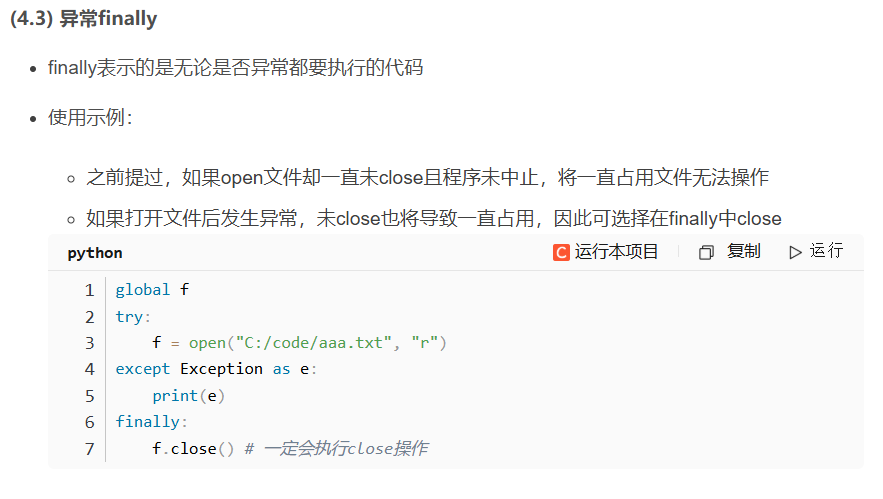 (4.3) 异常finally
finally表示的是无论是否异常都要执行的代码
使用示例：
之前提过，如果open文件却一直未close且程序未中止，将一直占用文件无法操作
如果打开文件后发生异常，未close也将导致一直占用，因此可选择在finally中close
python C 运行本项目 复制 运行
1 global f
2 try:
3     f = open("C:/code/aaa.txt", "r")
4 except Exception as e:
5     print(e)
6 finally:
7     f.close() # 一定会执行close操作